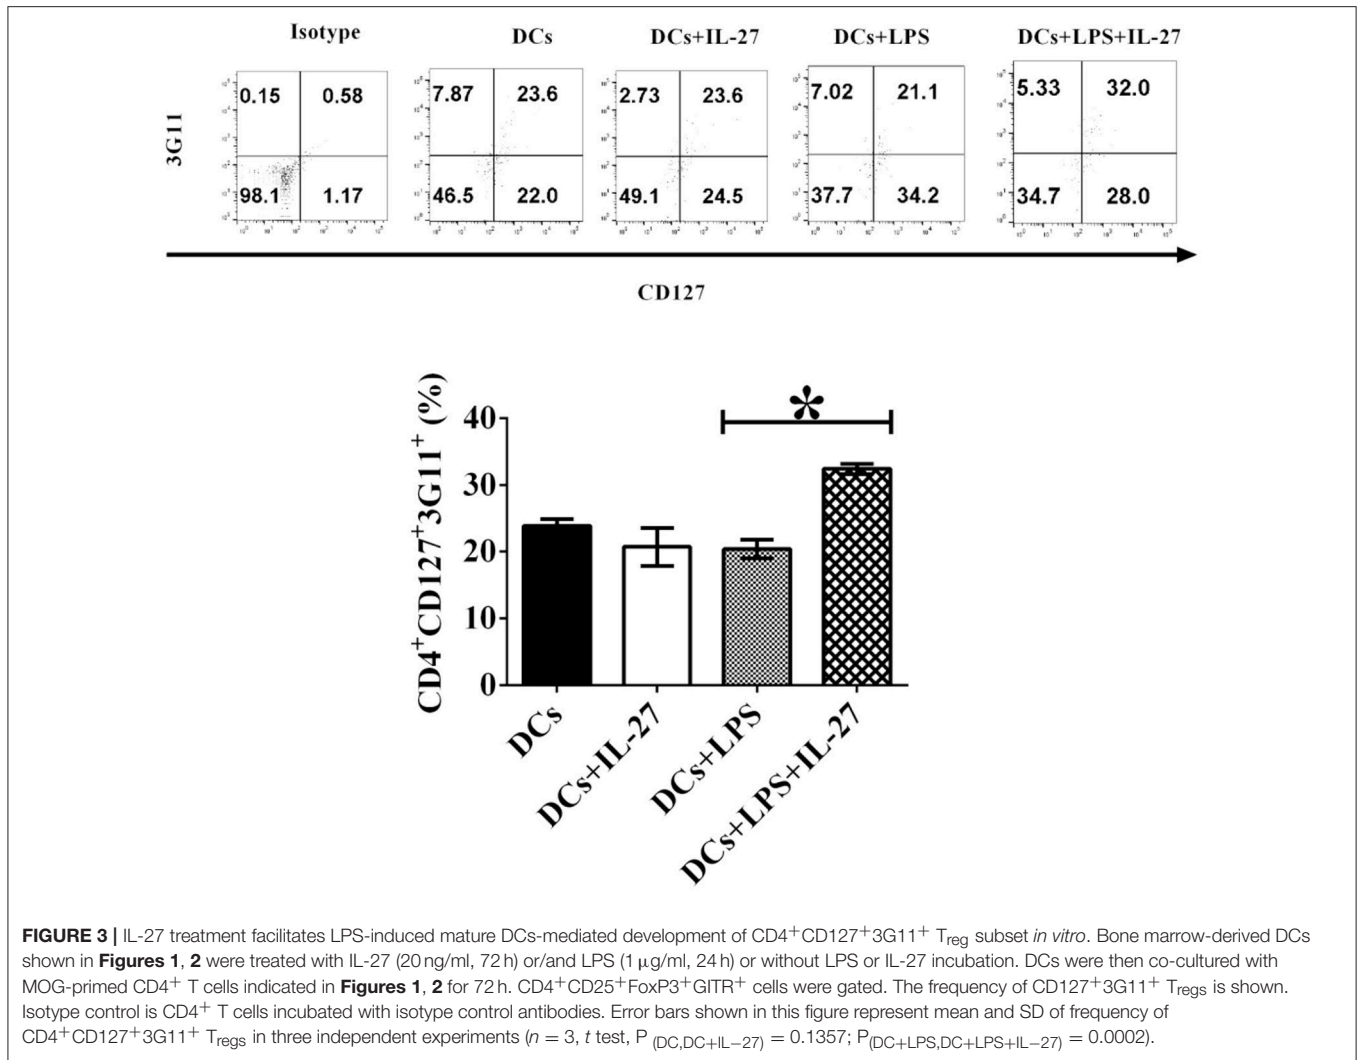 Isotype
DCs
DCs+IL-27
DCs+LPS
DCs+LPS+IL-27
3G11
0.15 0.58
98.1 1.17
7.87 23.6
46.5 22.0
2.73 23.6
49.1 24.5
7.02 21.1
37.7 34.2
5.33 32.0
34.7 28.0
CD127
CD4+CD127+3G11+ (%)
40
30
20
10
0
*
DCs
DCs+IL-27
DCs+LPS
DCs+LPS+IL-27
FIGURE 3 | IL-27 treatment facilitates LPS-induced mature DCs-mediated development of CD4+CD127+3G11+ Treg subset in vitro. Bone marrow-derived DCs
shown in Figures 1, 2 were treated with IL-27 (20 ng/ml, 72 h) or/and LPS (1 μg/ml, 24 h) or without LPS or IL-27 incubation. DCs were then co-cultured with
MOG-primed CD4+ T cells indicated in Figures 1, 2 for 72 h. CD4+CD25+FoxP3+GITR+ cells were gated. The frequency of CD127+3G11+ Tregs is shown.
Isotype control is CD4+ T cells incubated with isotype control antibodies. Error bars shown in this figure represent mean and SD of frequency of
CD4+CD127+3G11+ Tregs in three independent experiments (n = 3, t test, P (DC,DC+IL−27) = 0.1357; P(DC+LPS,DC+LPS+IL−27) = 0.0002).